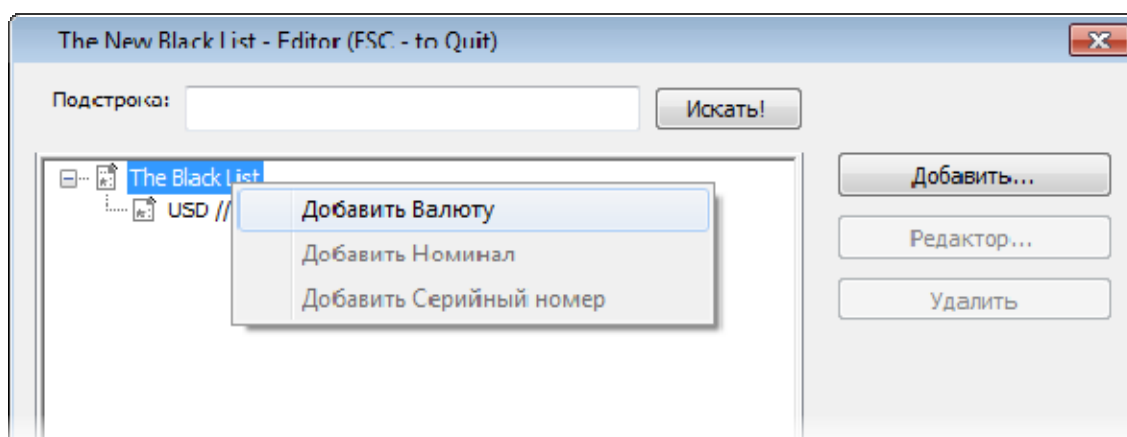 The New Black List - Editor (ESC - to Quit)
Подстрока:
Искать!
The Black List
USD //
Добавить Валюту
Добавить Номинал
Добавить Серийный номер
Добавить...
Редактор...
Удалить